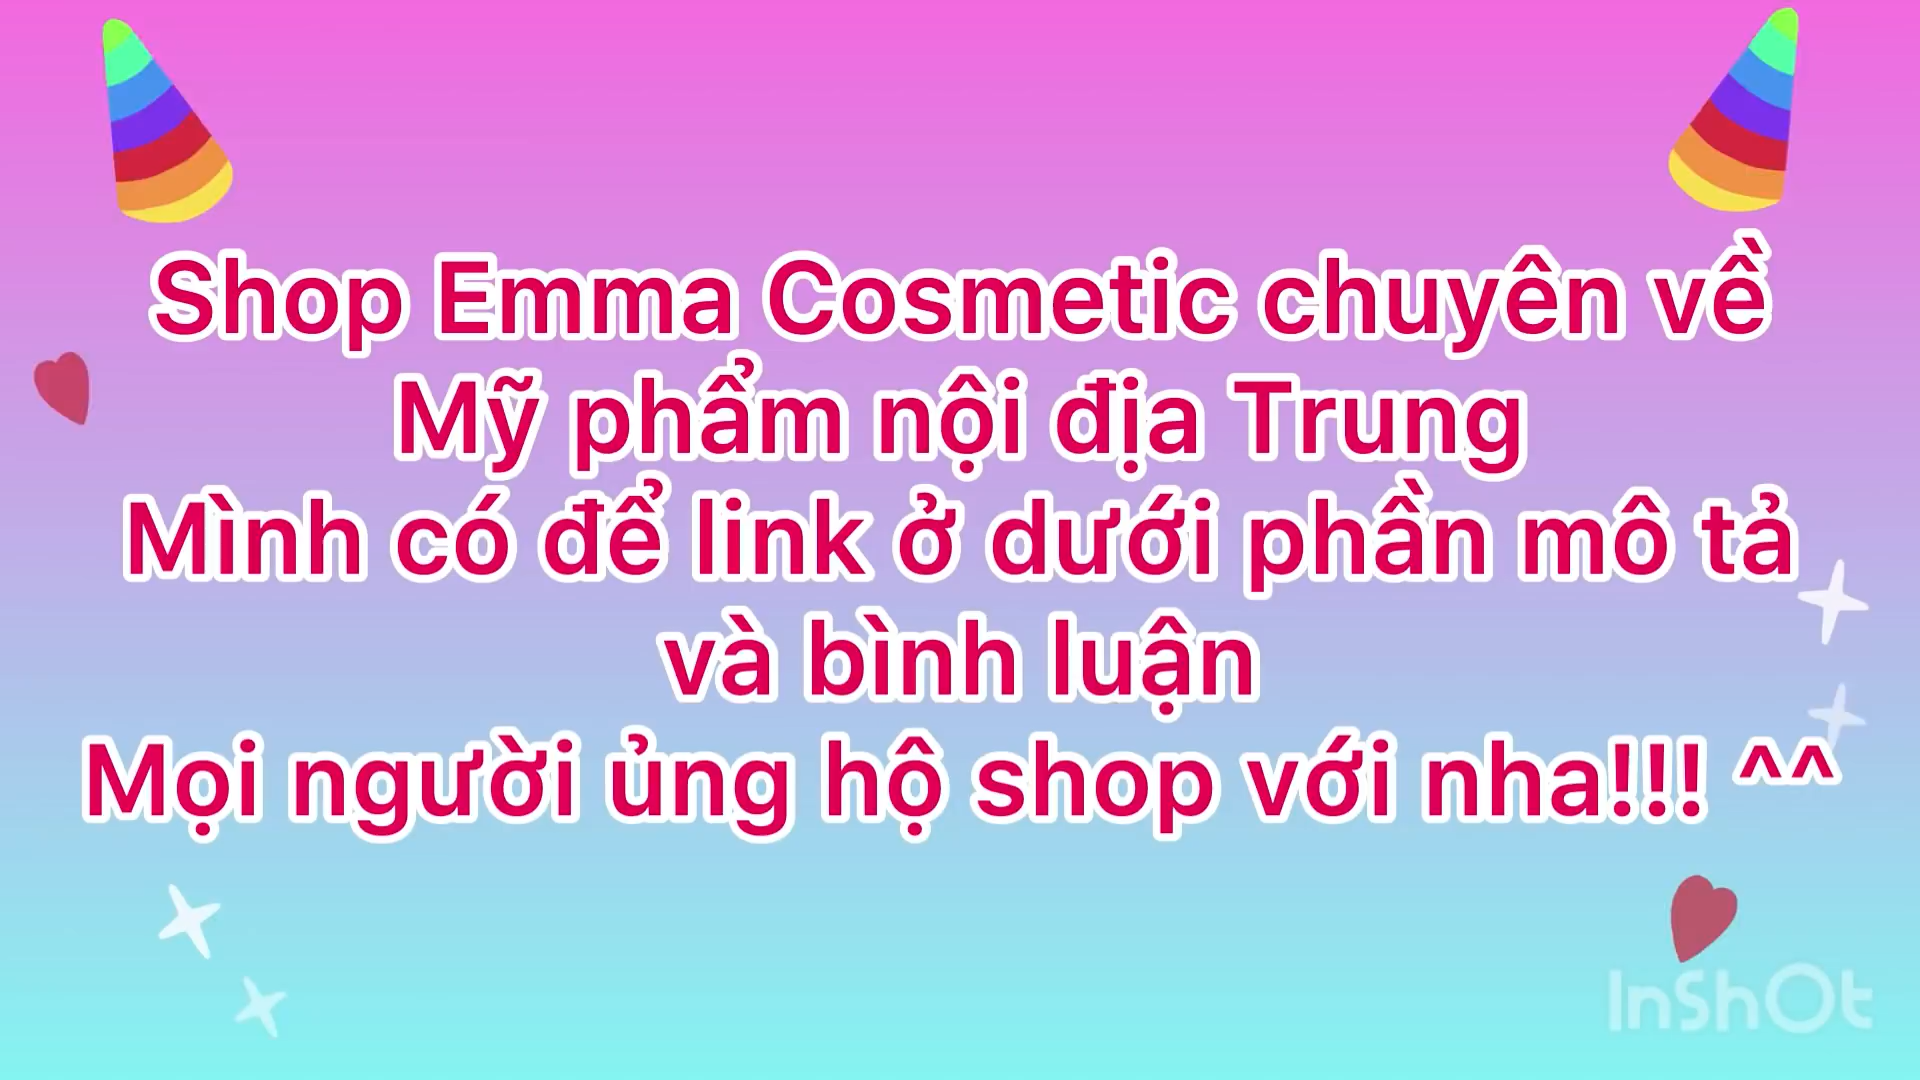 Shop Emma Cosmetic chuyên về
Mỹ phẩm nội địa Trung
Mình có để link ở dưới phần mô tả
và bình luận
Mọi người ủng hộ shop với nha!!! ^^
InShOt